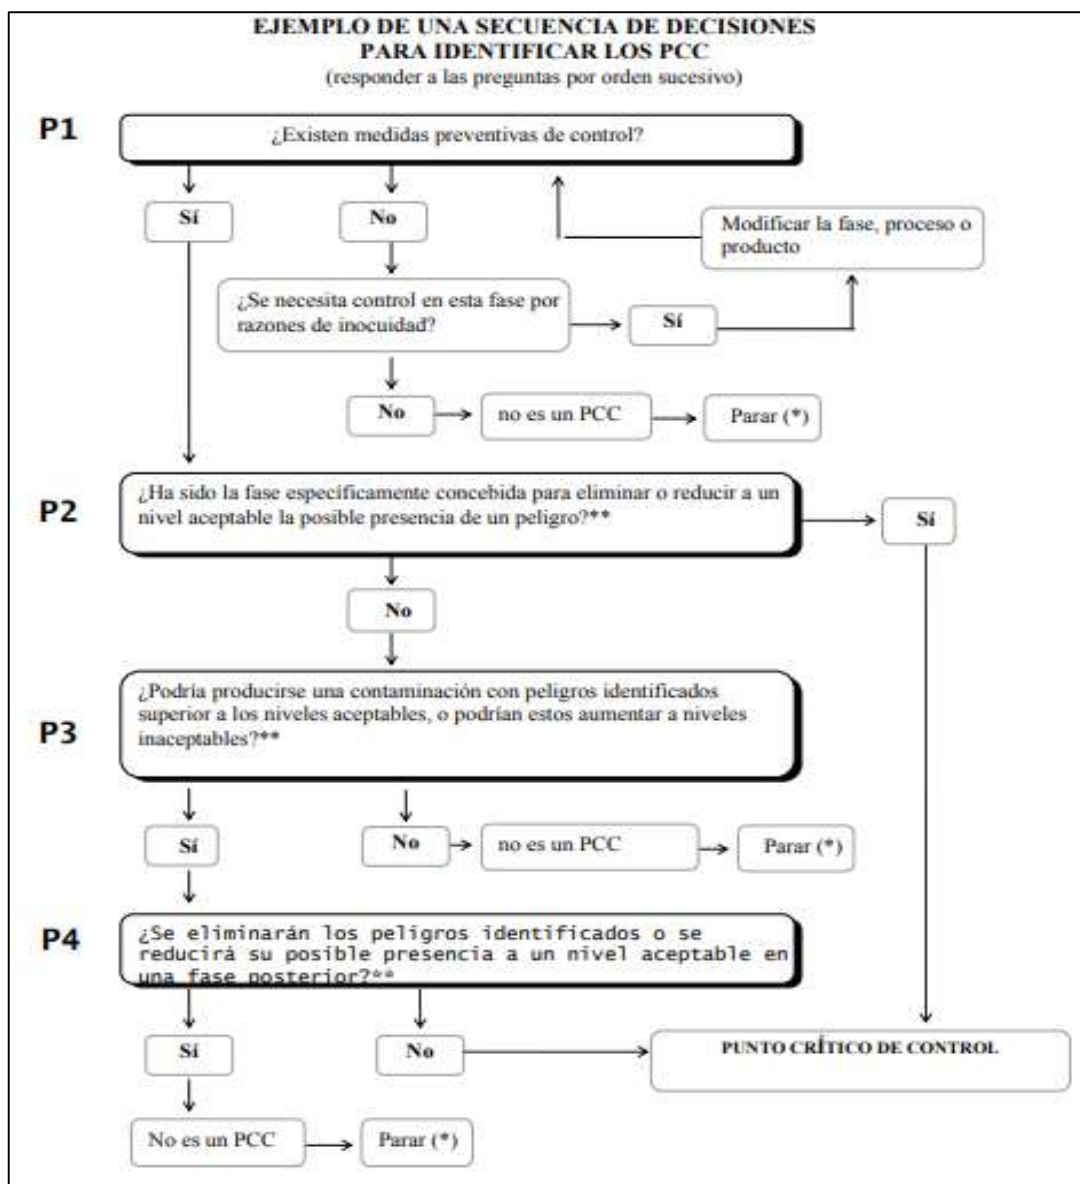 EJEMPLO DE UNA SECUENCIA DE DECISIONES
PARA IDENTIFICAR LOS PCC
(responder a las preguntas por orden sucesivo)
P1
¿Existen medidas preventivas de control?
Sí
No
Modificar la fase, proceso o
producto
¿Se necesita control en esta fase por
razones de inocuidad?
Sí
No
no es un PCC
Parar (*)
P2
¿Ha sido la fase específicamente concebida para eliminar o reducir a un
nivel aceptable la posible presencia de un peligro?**
Sí
No
P3
¿Podría producirse una contaminación con peligros identificados
superior a los niveles aceptables, o podrían estos aumentar a niveles
inaceptables?**
Sí
No
no es un PCC
Parar (*)
P4
¿Se eliminarán los peligros identificados o se
reducirá su posible presencia a un nivel aceptable en
una fase posterior?**
Sí
No
PUNTO CRÍTICO DE CONTROL
No es un PCC
Parar (*)